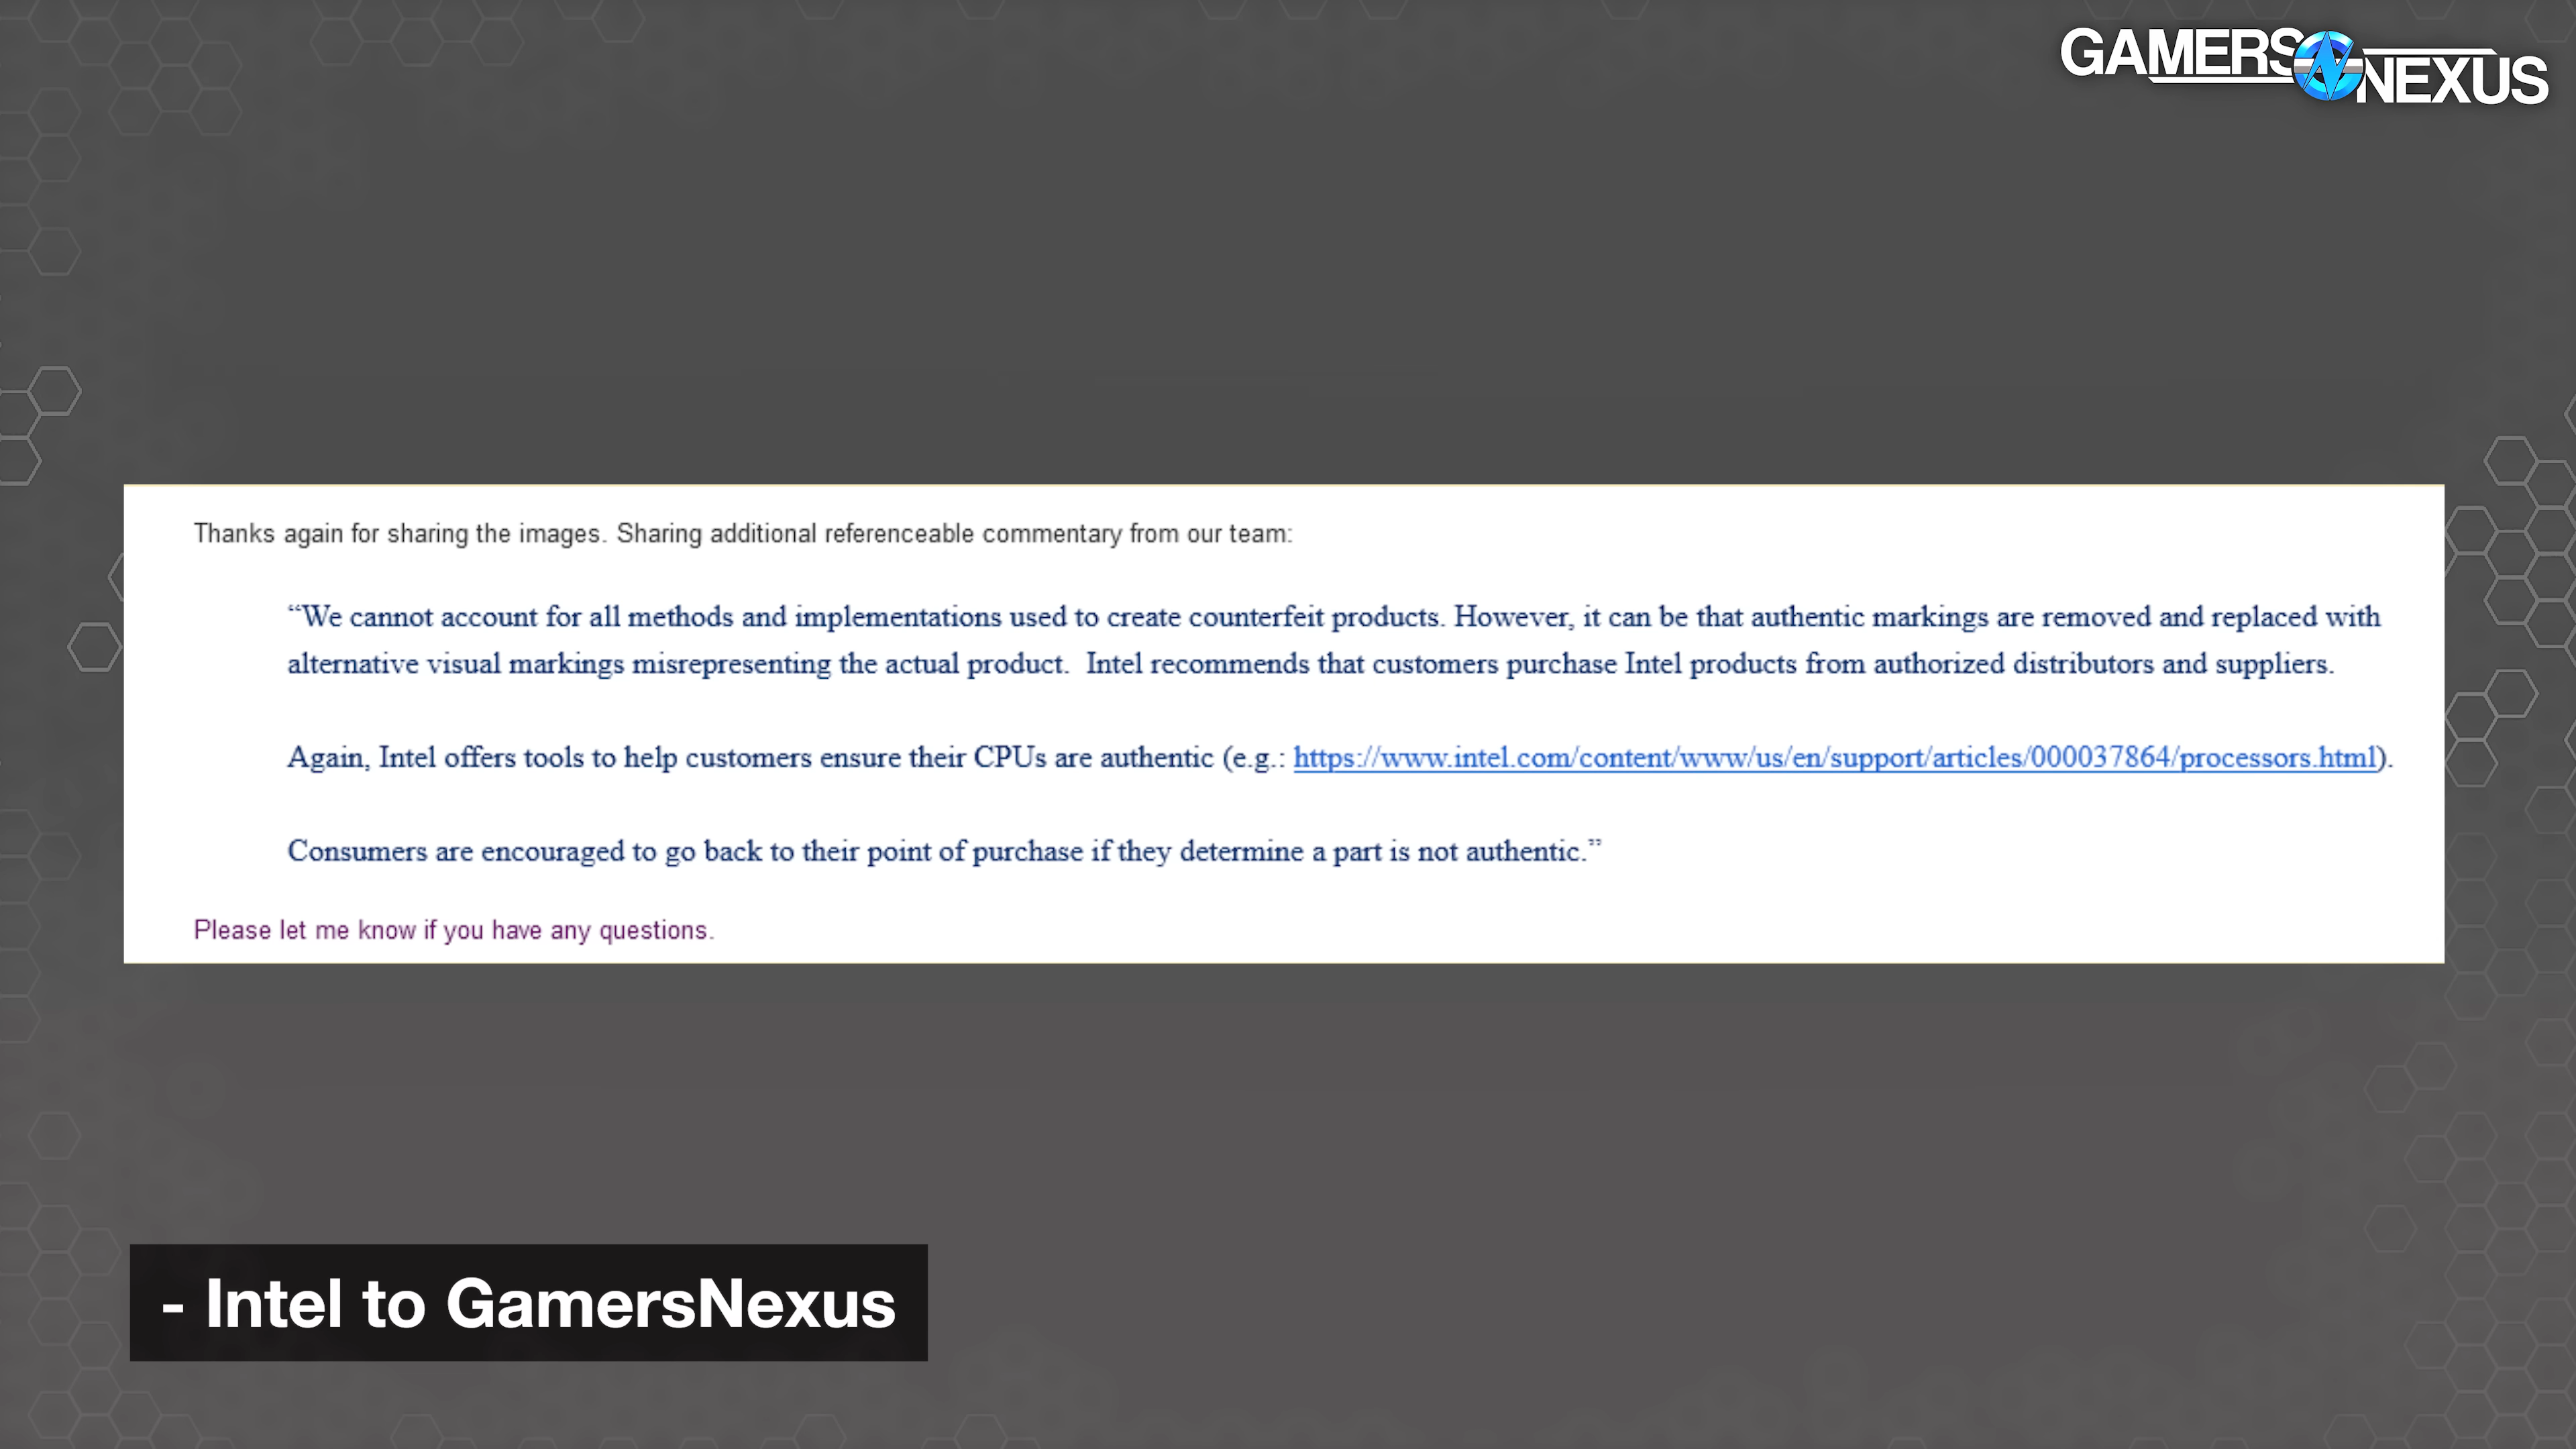 GAMERS NEXUS
Thanks again for sharing the images. Sharing additional referenceable commentary from our team:
“We cannot account for all methods and implementations used to create counterfeit products. However, it can be that authentic markings are removed and replaced with
alternative visual markings misrepresenting the actual product.  Intel recommends that customers purchase Intel products from authorized distributors and suppliers.
Again, Intel offers tools to help customers ensure their CPUs are authentic (e.g.: https://www.intel.com/content/www/us/en/support/articles/000037864/processors.html).
Consumers are encouraged to go back to their point of purchase if they determine a part is not authentic.”
Please let me know if you have any questions.
- Intel to GamersNexus